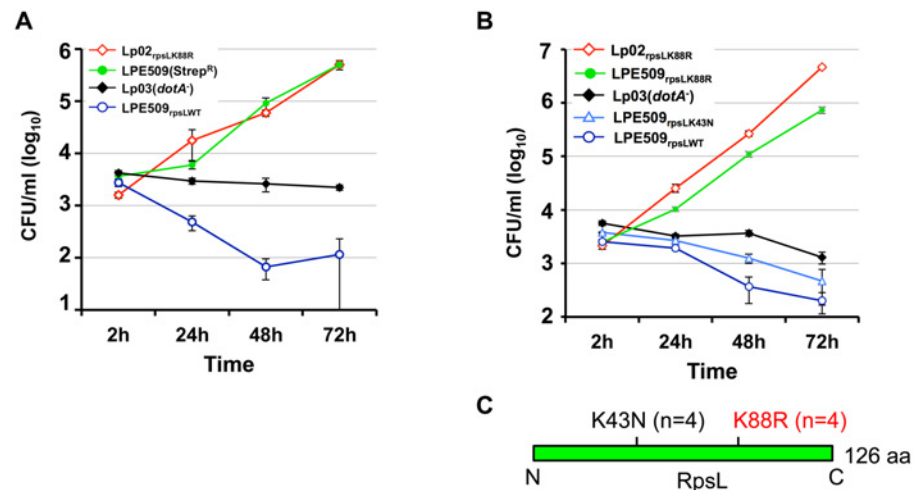 A
Lp02rpsLK88R
LPE509(StrepR)
Lp03(dotA-)
LPE509rpsLWT
CFU/ml (log10)
6
5
4
3
2
1
2h 24h 48h 72h
Time
B
Lp02rpsLK88R
LPE509rpsLK88R
Lp03(dotA-)
LPE509rpsLK43N
LPE509rpsLWT
CFU/ml (log10)
7
6
5
4
3
2
2h 24h 48h 72h
Time
C
K43N (n=4) K88R (n=4)
126 aa
N RpsL C